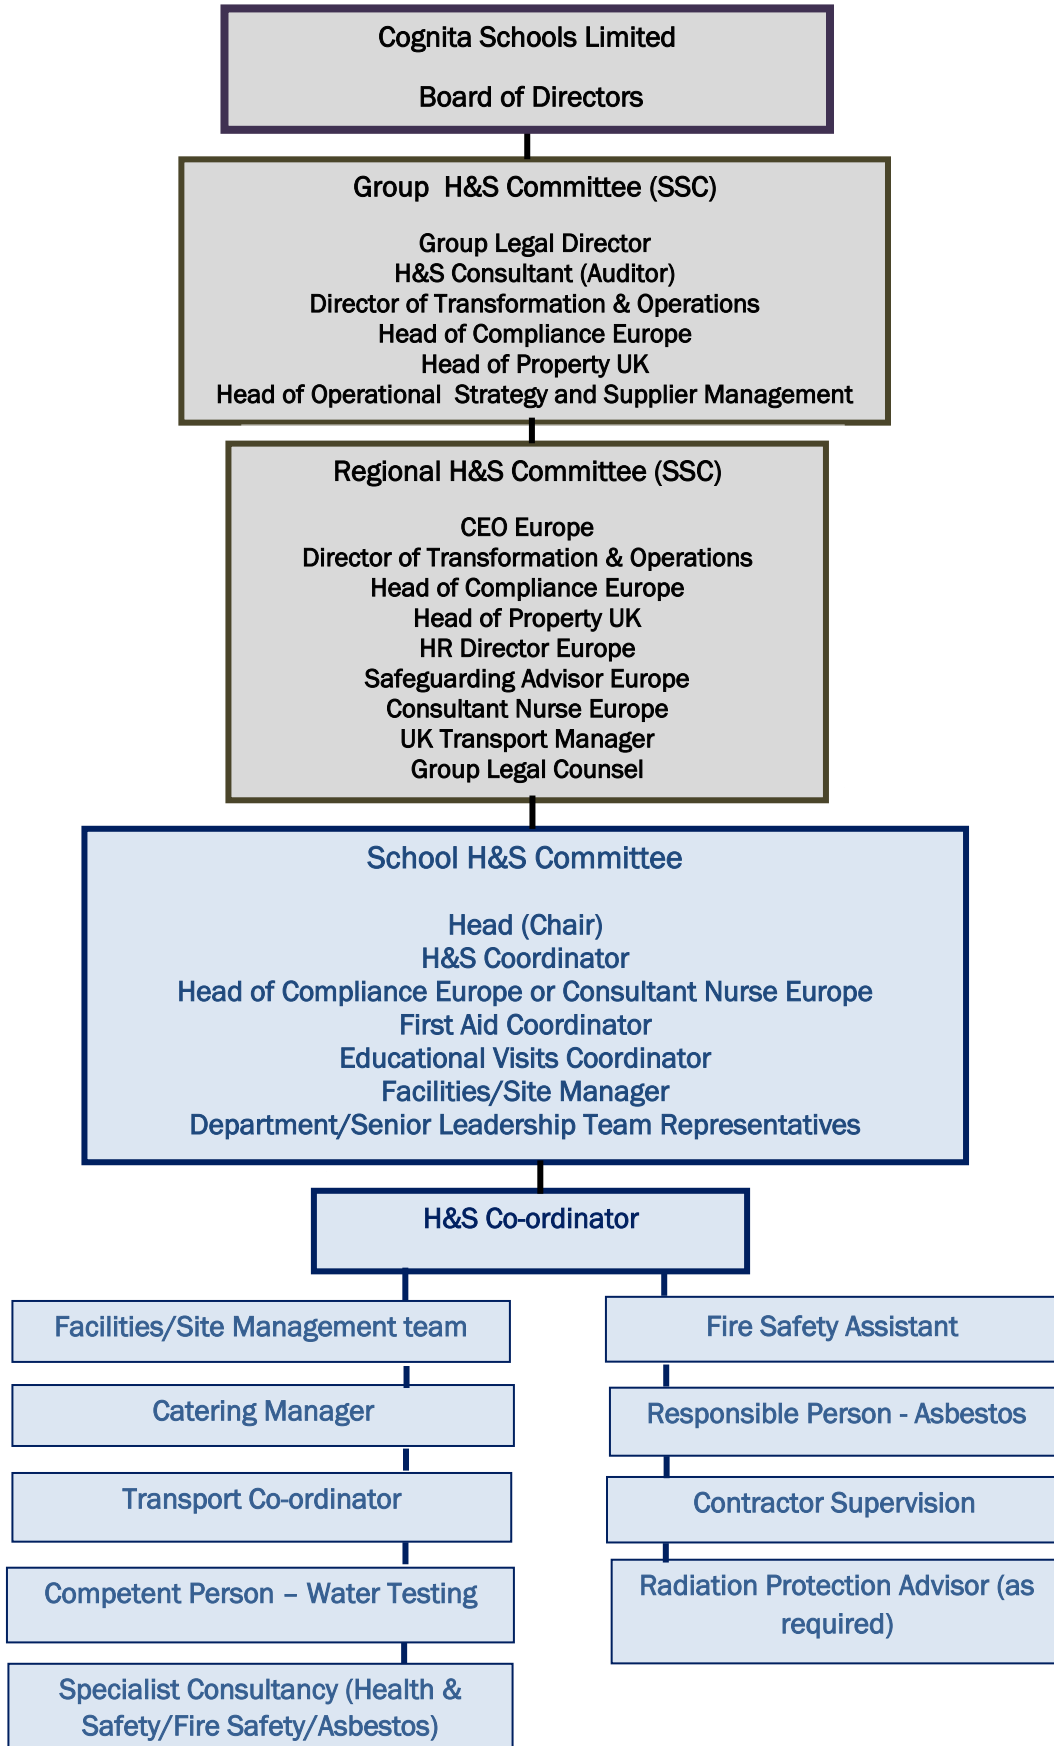 Cognita Schools Limited
Board of Directors
Group H&S Committee (SSC)
Group Legal Director
H&S Consultant (Auditor)
Director of Transformation & Operations
Head of Compliance Europe
Head of Property UK
Head of Operational Strategy and Supplier Management
Regional H&S Committee (SSC)
CEO Europe
Director of Transformation & Operations
Head of Compliance Europe
Head of Property UK
HR Director Europe
Safeguarding Advisor Europe
Consultant Nurse Europe
UK Transport Manager
Group Legal Counsel
School H&S Committee
Head (Chair)
H&S Coordinator
Head of Compliance Europe or Consultant Nurse Europe
First Aid Coordinator
Educational Visits Coordinator
Facilities/Site Manager
Department/Senior Leadership Team Representatives
H&S Co-ordinator
Facilities/Site Management team
Catering Manager
Transport Co-ordinator
Competent Person – Water Testing
Specialist Consultancy (Health &
Safety/Fire Safety/Asbestos)
Fire Safety Assistant
Responsible Person - Asbestos
Contractor Supervision
Radiation Protection Advisor (as
required)